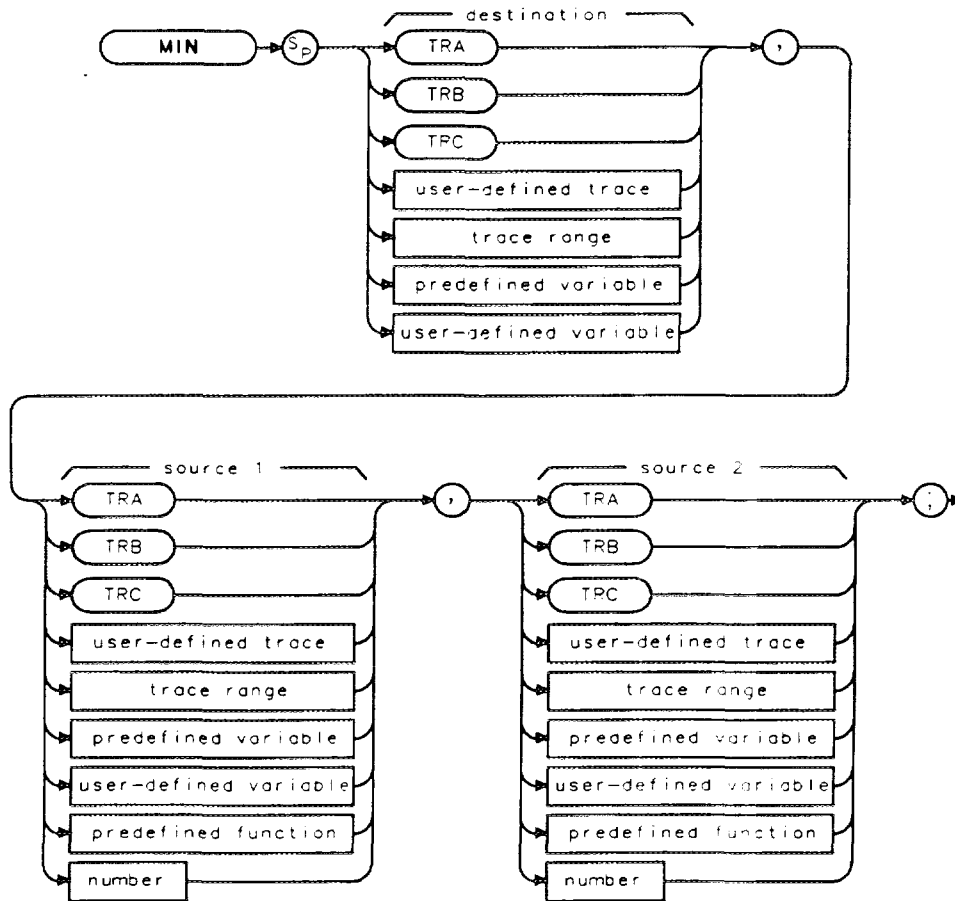 destination
MIN SP TRA ,
TRB
TRC
user-defined trace
trace range
predefined variable
user-defined variable
source 1 source 2
TRA , TRA ;
TRB TRB
TRC TRC
user-defined trace user-defined trace
trace range trace range
predefined variable predefined variable
user-defined variable user-defined variable
predefined function predefined function
number number